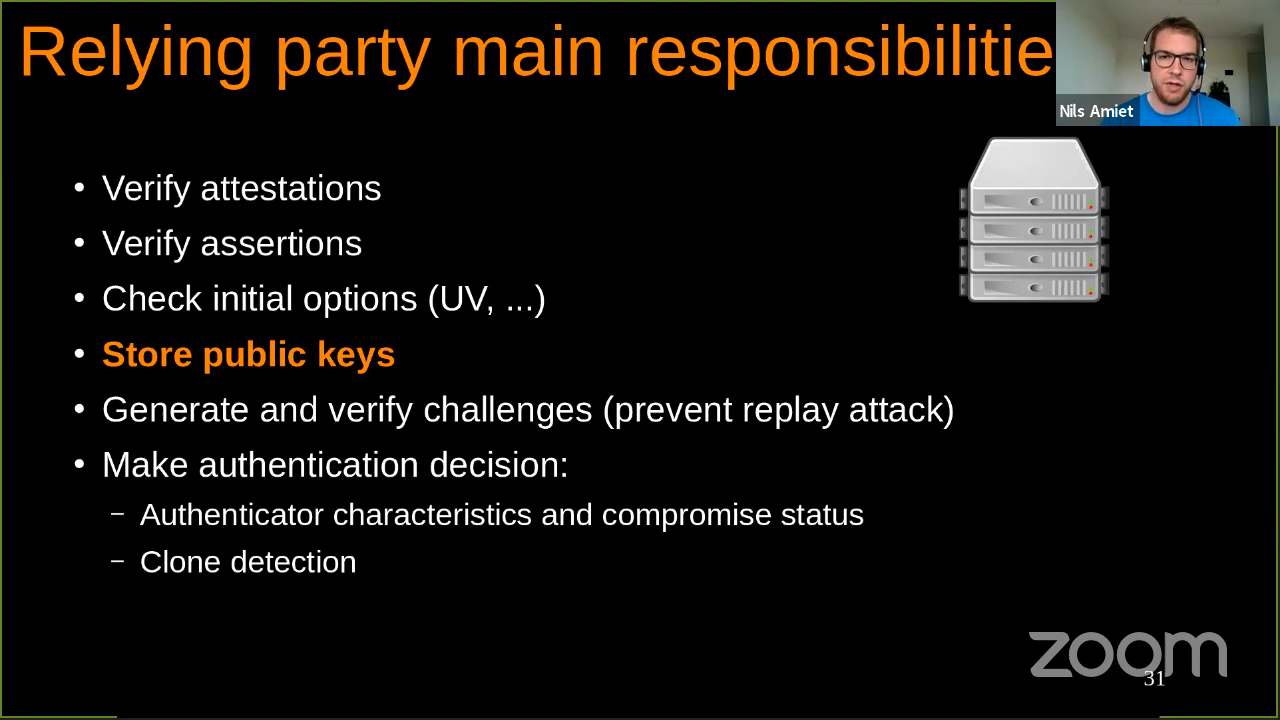 Relying party main responsibilitie
Nils Amiet
• Verify attestations
• Verify assertions
• Check initial options (UV, ...)
• Store public keys
• Generate and verify challenges (prevent replay attack)
• Make authentication decision:
– Authenticator characteristics and compromise status
– Clone detection
zoom
31